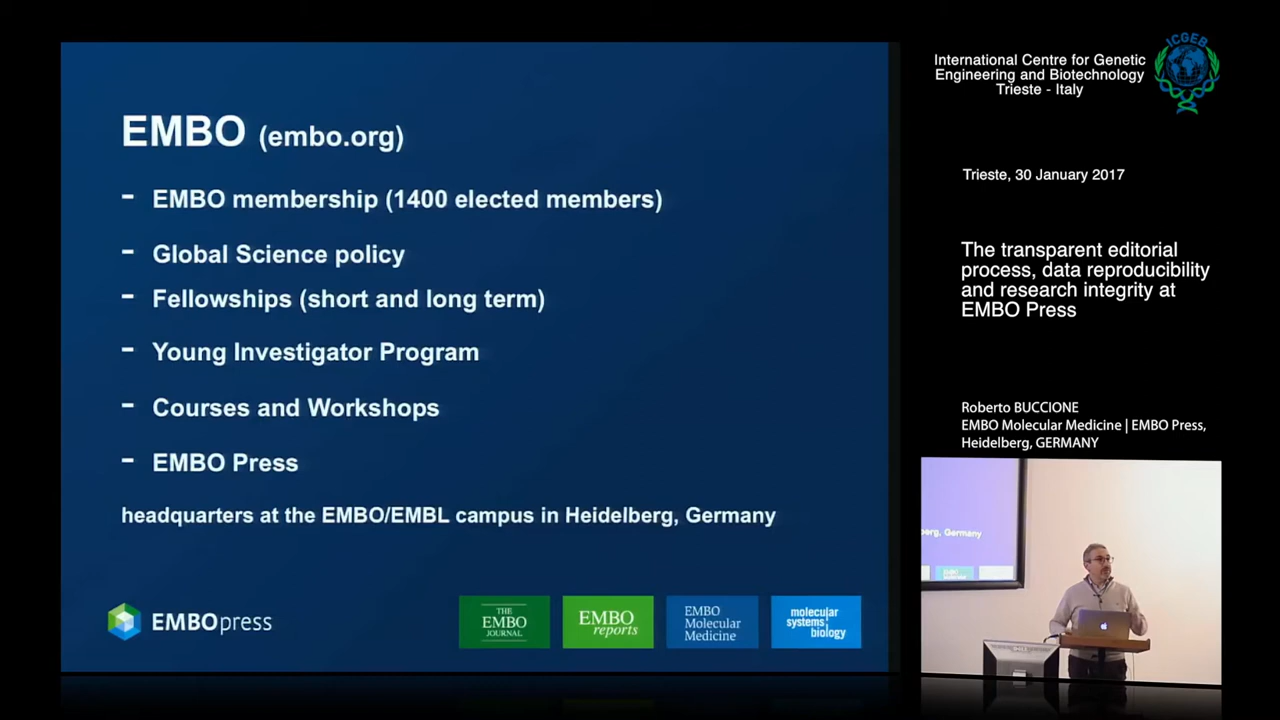 EMBO (embo.org)
- EMBO membership (1400 elected members)
- Global Science policy
- Fellowships (short and long term)
- Young Investigator Program
- Courses and Workshops
- EMBO Press
headquarters at the EMBO/EMBL campus in Heidelberg, Germany
EMBOpress
THE
EMBO
JOURNAL
EMBO
reports
EMBO
Molecular
Medicine
molecular
systems
biology
International Centre for Genetic
Engineering and Biotechnology
Trieste - Italy
ICGEB
Trieste, 30 January 2017
The transparent editorial
process, data reproducibility
and research integrity at
EMBO Press
Roberto BUCCIONE
EMBO Molecular Medicine | EMBO Press,
Heidelberg, GERMANY
berg, Germany